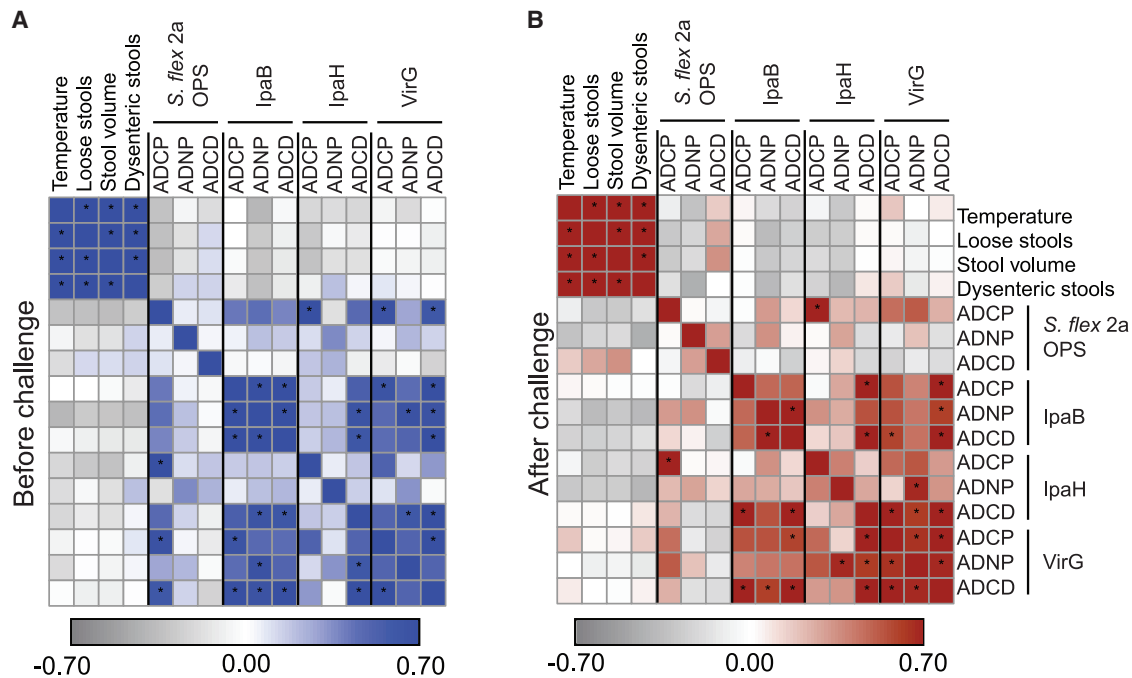 A
Before challenge
Temperature
Loose stools
Stool volume
Dysenteric stools
S. flex 2a
OPS
IpaB
IpaH
VirG
ADCP
ADNP
ADCD
ADCP
ADNP
ADCD
ADCP
ADNP
ADCD
ADCP
ADNP
ADCD
-0.70
0.00
0.70
B
After challenge
Temperature
Loose stools
Stool volume
Dysenteric stools
S. flex 2a
OPS
IpaB
IpaH
VirG
ADCP
ADNP
ADCD
ADCP
ADNP
ADCD
ADCP
ADNP
ADCD
ADCP
ADNP
ADCD
Temperature
Loose stools
Stool volume
Dysenteric stools
ADCP
ADNP
ADCD
S. flex 2a
OPS
ADCP
ADNP
ADCD
IpaB
ADCP
ADNP
ADCD
IpaH
ADCP
ADNP
ADCD
VirG
-0.70
0.00
0.70